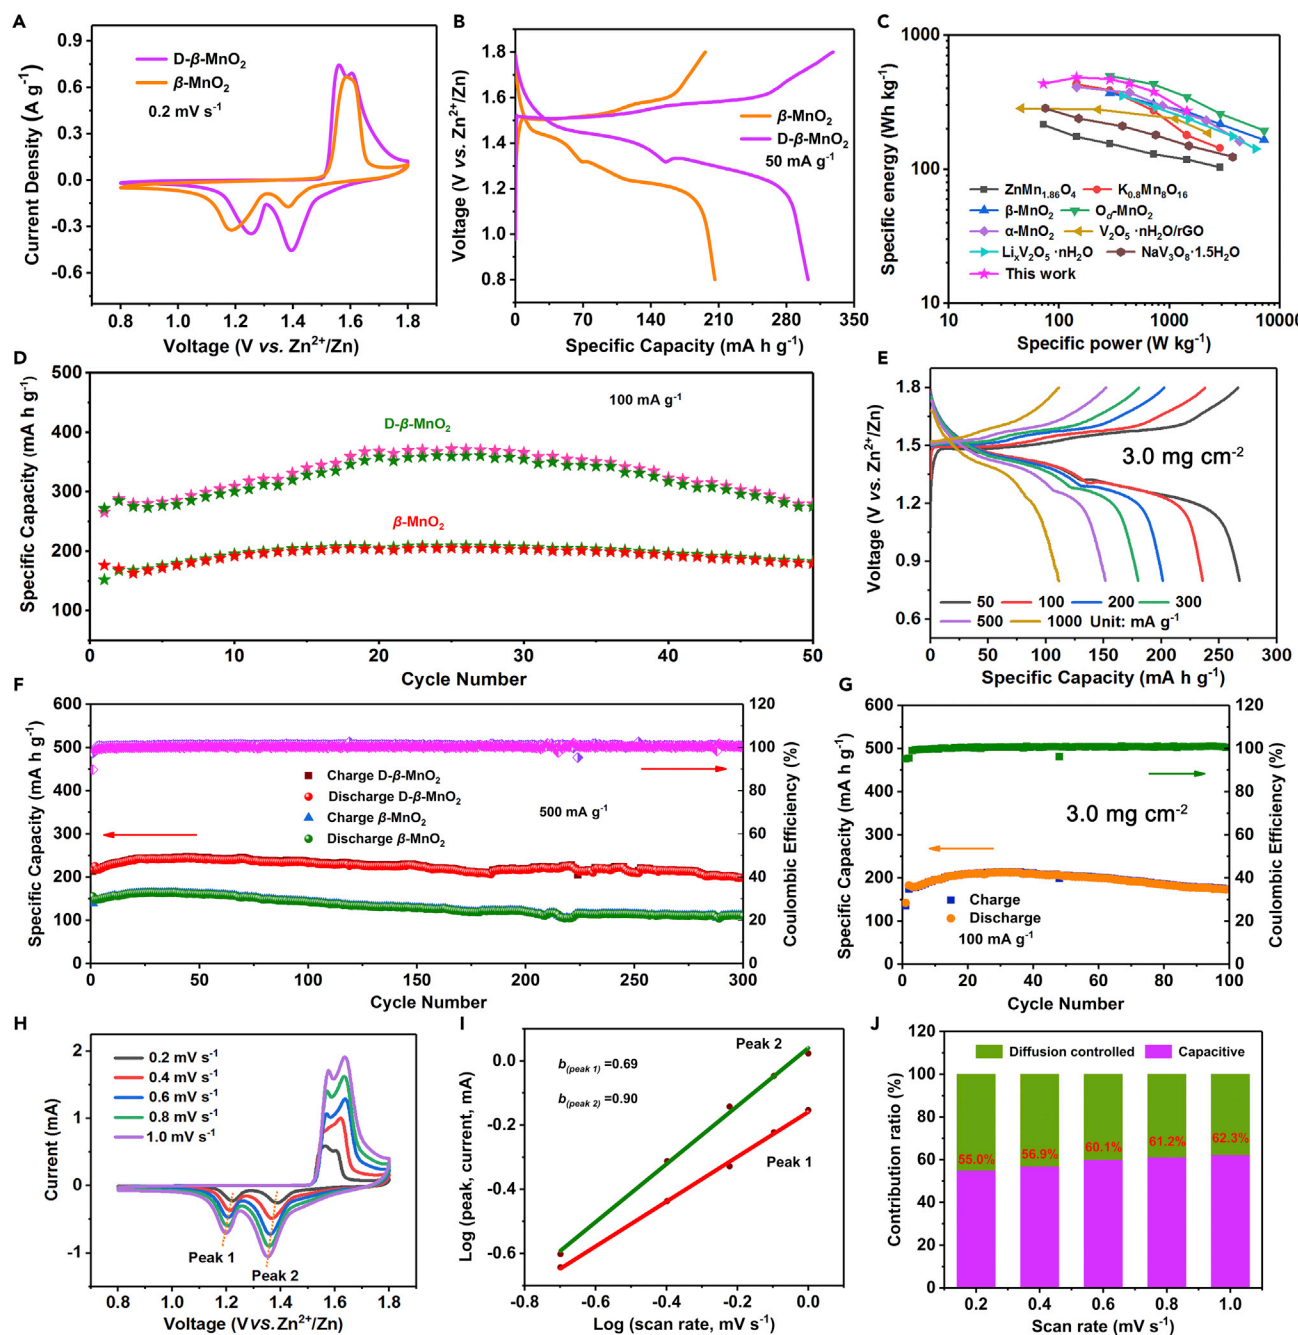 A
Current Density (A g⁻¹)
0.9
0.6
0.3
0.0
-0.3
-0.6
D-β-MnO₂
β-MnO₂
0.2 mV s⁻¹
0.8 1.0 1.2 1.4 1.6 1.8
Voltage (V vs. Zn²⁺/Zn)
B
Voltage (V vs. Zn²⁺/Zn)
1.8
1.6
1.4
1.2
1.0
0.8
β-MnO₂
D-β-MnO₂
50 mA g⁻¹
0 70 140 210 280 350
Specific Capacity (mA h g⁻¹)
C
Specific energy (Wh kg⁻¹)
1000
100
10
ZnMn₁.₈₆O₄ K₀.₈Mn₈O₁₆
β-MnO₂ O_d-MnO₂
α-MnO₂ V₂O₅ ·nH₂O/rGO
LiₓV₂O₅ ·nH₂O NaV₃O₈·1.5H₂O
This work
10 100 1000 10000
Specific power (W kg⁻¹)
D
Specific Capacity (mA h g⁻¹)
500
400
300
200
100
100 mA g⁻¹
D-β-MnO₂
β-MnO₂
0 10 20 30 40 50
Cycle Number
E
Voltage (V vs. Zn²⁺/Zn)
1.8
1.5
1.2
0.9
0.6
3.0 mg cm⁻²
50 100 200 300
500 1000 Unit: mA g⁻¹
0 50 100 150 200 250 300
Specific Capacity (mA h g⁻¹)
F
Specific Capacity (mA h g⁻¹)
600
500
400
300
200
100
0
Charge D-β-MnO₂
Discharge D-β-MnO₂
Charge β-MnO₂
Discharge β-MnO₂
500 mA g⁻¹
120
100
80
60
40
20
0
Coulombic Efficiency (%)
0 50 100 150 200 250 300
Cycle Number
G
Specific Capacity (mA h g⁻¹)
600
500
400
300
200
100
0
3.0 mg cm⁻²
Charge
Discharge
100 mA g⁻¹
120
100
80
60
40
20
0
Coulombic Efficiency (%)
0 20 40 60 80 100
Cycle Number
H
Current (mA)
2
1
0
-1
0.2 mV s⁻¹
0.4 mV s⁻¹
0.6 mV s⁻¹
0.8 mV s⁻¹
1.0 mV s⁻¹
Peak 1
Peak 2
0.8 1.0 1.2 1.4 1.6 1.8
Voltage (V vs. Zn²⁺/Zn)
I
Log (peak, current, mA)
0.0
-0.2
-0.4
-0.6
b(peak 1) =0.69
b(peak 2) =0.90
Peak 2
Peak 1
-0.8 -0.6 -0.4 -0.2 0.0
Log (scan rate, mV s⁻¹)
J
Contribution ratio (%)
120
100
80
60
40
20
0
Diffusion controlled Capacitive
55.0% 56.9% 60.1% 61.2% 62.3%
0.2 0.4 0.6 0.8 1.0
Scan rate (mV s⁻¹)